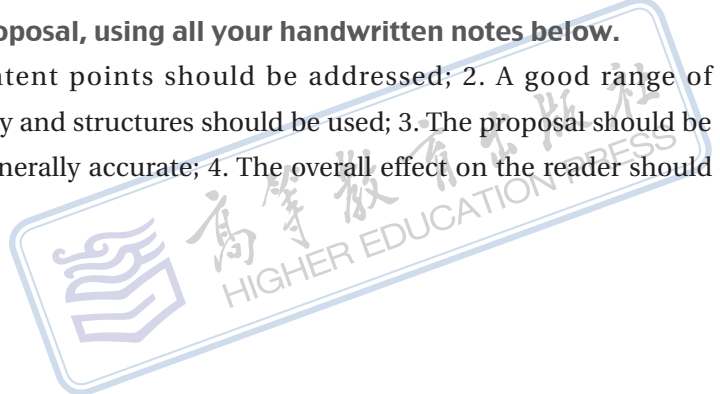 oposal, using all your handwritten notes below.
ntent points should be addressed; 2. A good range of
y and structures should be used; 3. The proposal should be
nerally accurate; 4. The overall effect on the reader should
高等教育出版社
HIGHER EDUCATION PRESS